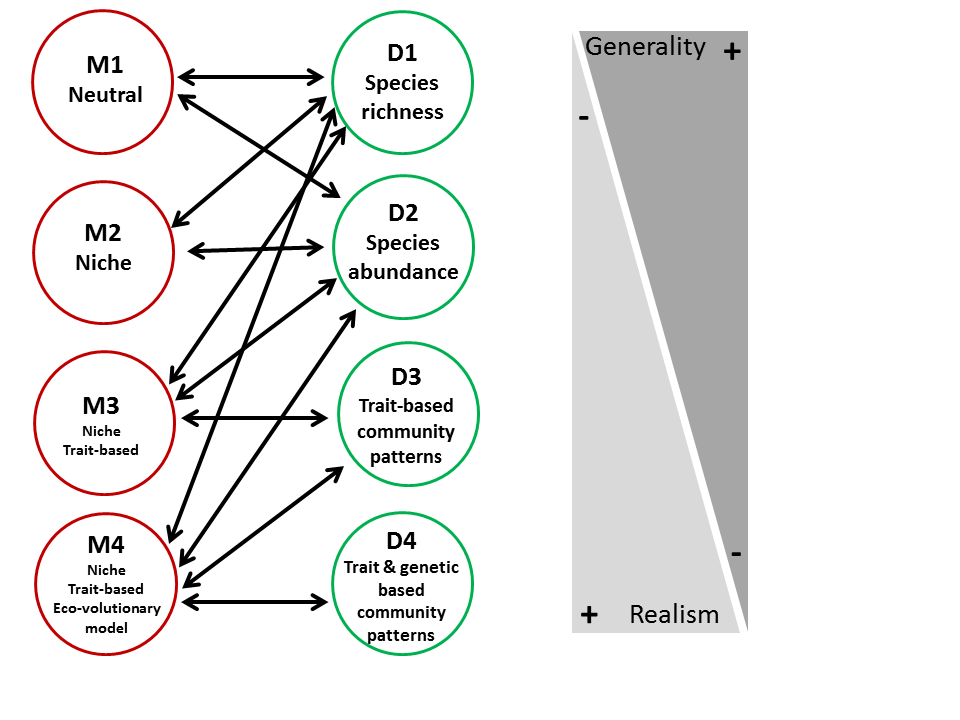 M1
Neutral
D1
Species
richness
M2
Niche
D2
Species
abundance
M3
Niche
Trait-based
D3
Trait-based
community
patterns
M4
Niche
Trait-based
Eco-volutionary
model
D4
Trait & genetic
based
community
patterns
Generality +
-
-
+ Realism